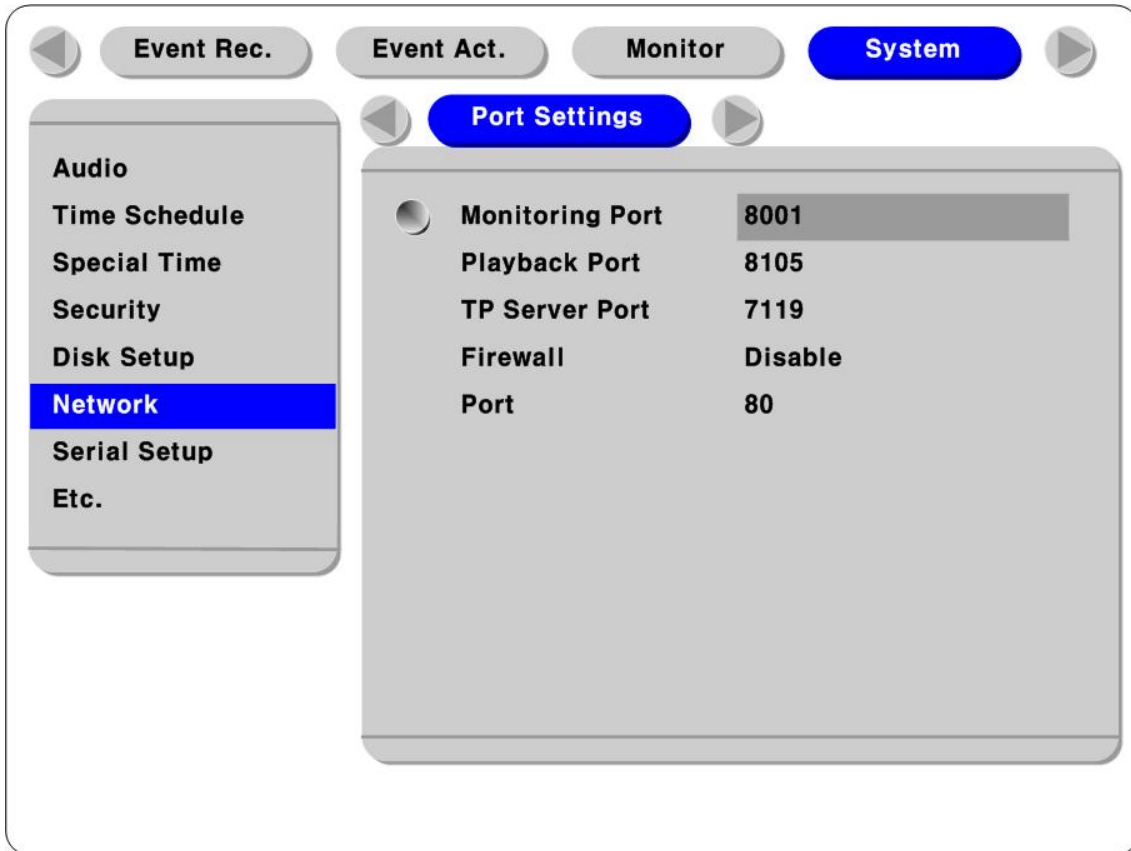 Event Rec. Event Act. Monitor System
Port Settings
Audio
Time Schedule
Special Time
Security
Disk Setup
Network
Serial Setup
Etc.
Monitoring Port 8001
Playback Port 8105
TP Server Port 7119
Firewall Disable
Port 80